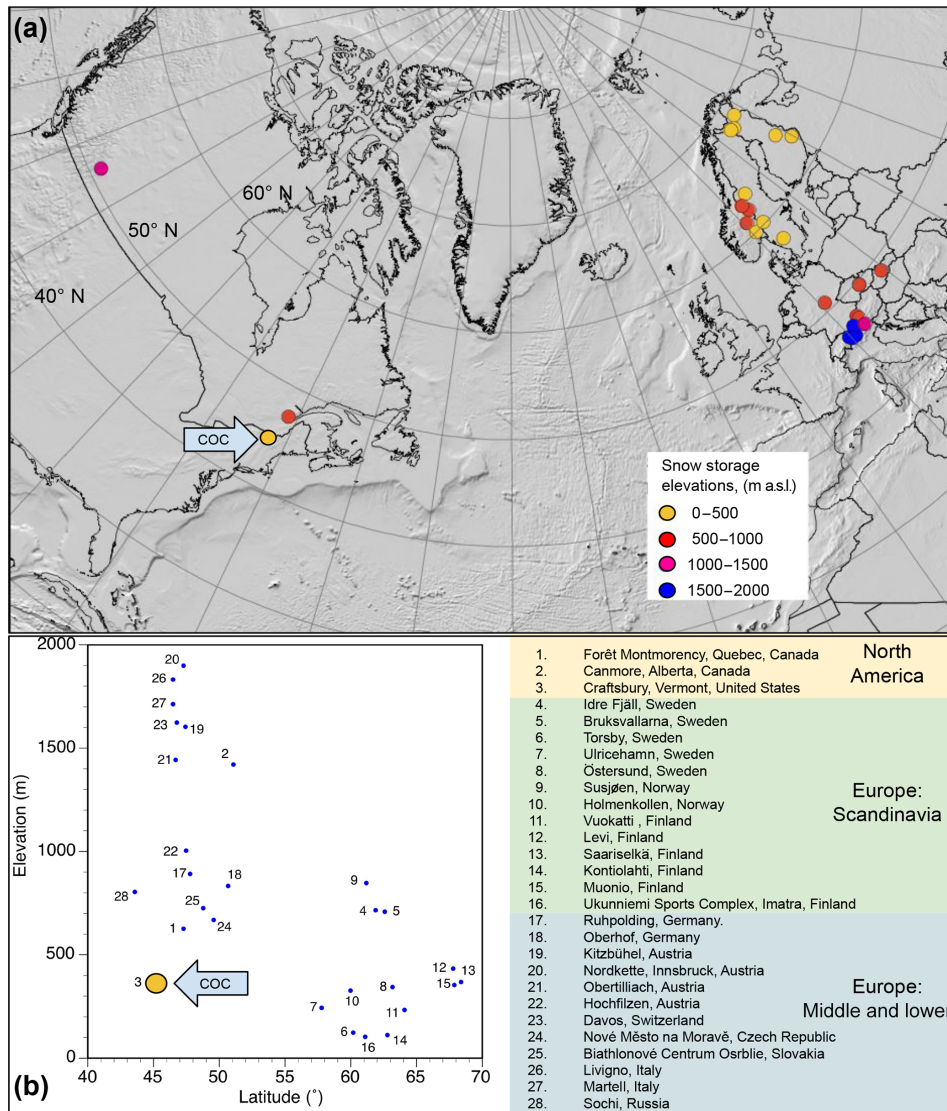 (a)
60° N
50° N
40° N
COC
Snow storage
elevations, (m a.s.l.)
0–500
500–1000
1000–1500
1500–2000
2000
1500
1000
500
0
Elevation (m)
40
45
50
55
60
65
70
Latitude (˚)
20
26
27
23
19
21
2
22
17
18
28
25
24
1
9
4
5
3
COC
12
13
15
8
10
7
11
6
16
14
(b)
1. Forêt Montmorency, Quebec, Canada
2. Canmore, Alberta, Canada
3. Craftsbury, Vermont, United States
North
America
4. Idre Fjäll, Sweden
5. Bruksvallarna, Sweden
6. Torsby, Sweden
7. Ulricehamn, Sweden
8. Östersund, Sweden
9. Susjøen, Norway
10. Holmenkollen, Norway
11. Vuokatti , Finland
12. Levi, Finland
13. Saariselkä, Finland
14. Kontiolahti, Finland
15. Muonio, Finland
16. Ukunniemi Sports Complex, Imatra, Finland
Europe:
Scandinavia
17. Ruhpolding, Germany.
18. Oberhof, Germany
19. Kitzbühel, Austria
20. Nordkette, Innsbruck, Austria
21. Obertilliach, Austria
22. Hochfilzen, Austria
23. Davos, Switzerland
24. Nové Město na Moravě, Czech Republic
25. Biathlonové Centrum Osrblie, Slovakia
26. Livigno, Italy
27. Martell, Italy
28. Sochi, Russia
Europe:
Middle and lower